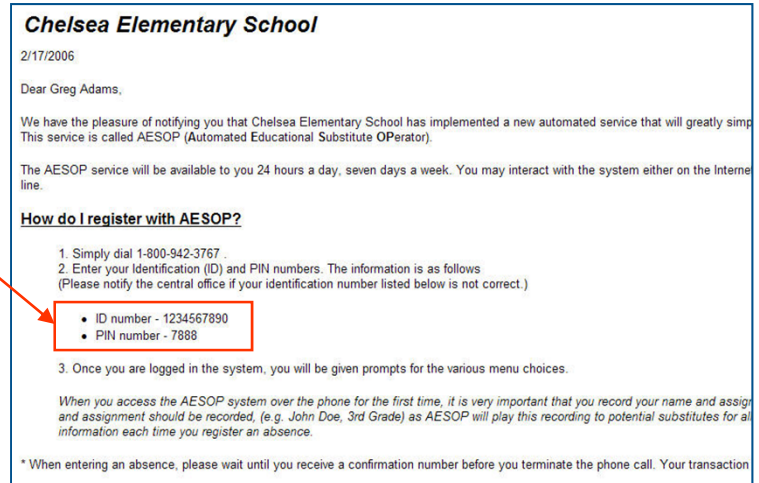 Chelsea Elementary School
2/17/2006
Dear Greg Adams,
We have the pleasure of notifying you that Chelsea Elementary School has implemented a new automated service that will greatly simp
This service is called AESOP (Automated Educational Substitute OPerator).
The AESOP service will be available to you 24 hours a day, seven days a week. You may interact with the system either on the Interne
line.
How do I register with AESOP?
1. Simply dial 1-800-942-3767 .
2. Enter your Identification (ID) and PIN numbers. The information is as follows
(Please notify the central office if your identification number listed below is not correct.)
• ID number - 1234567890
• PIN number - 7888
3. Once you are logged in the system, you will be given prompts for the various menu choices.
When you access the AESOP system over the phone for the first time, it is very important that you record your name and assign
and assignment should be recorded, (e.g. John Doe, 3rd Grade) as AESOP will play this recording to potential substitutes for al
information each time you register an absence.
* When entering an absence, please wait until you receive a confirmation number before you terminate the phone call. Your transaction